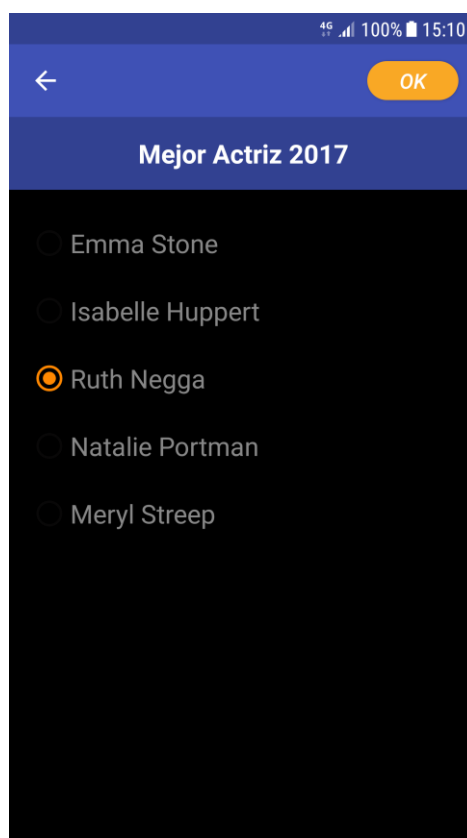 4G 100% 15:10
OK
Mejor Actriz 2017
Emma Stone
Isabelle Huppert
Ruth Negga
Natalie Portman
Meryl Streep